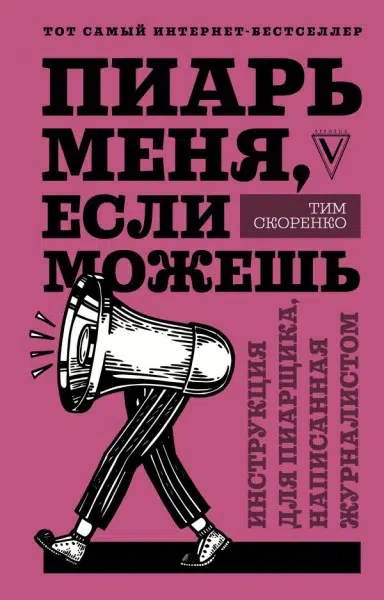 ТОТ САМЫЙ ИНТЕРНЕТ-БЕСТСЕЛЛЕР
ПИАРЬ
МЕНЯ,
ЕСЛИ
МОЖЕШЬ
ТИМ
СКОРЕНКО
ИНСТРУКЦИЯ
ДЛЯ ПИАРЩИКА,
НАПИСАННАЯ
ЖУРНАЛИСТОМ